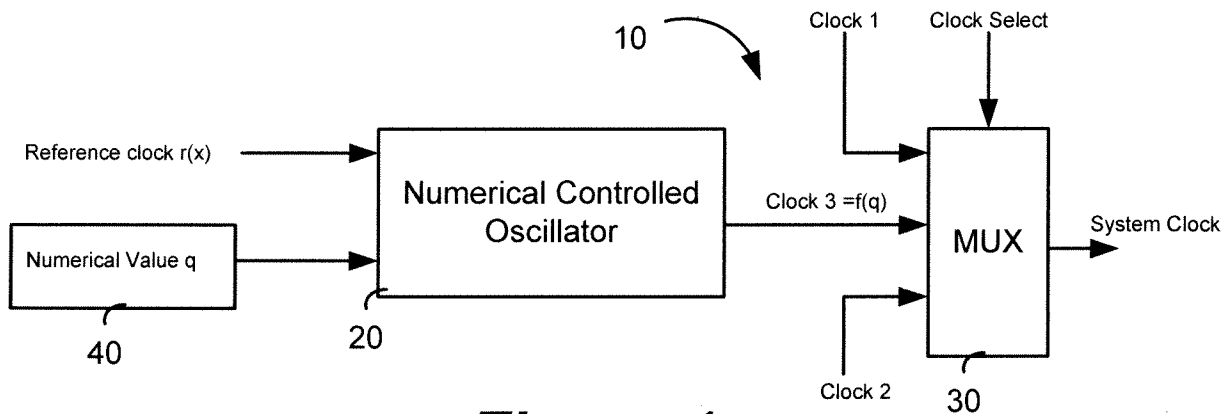 10
Clock 1
Clock Select
Reference clock r(x)
Numerical Controlled
Oscillator
Clock 3 =f(q)
MUX
System Clock
Numerical Value q
40
20
Clock 2
30